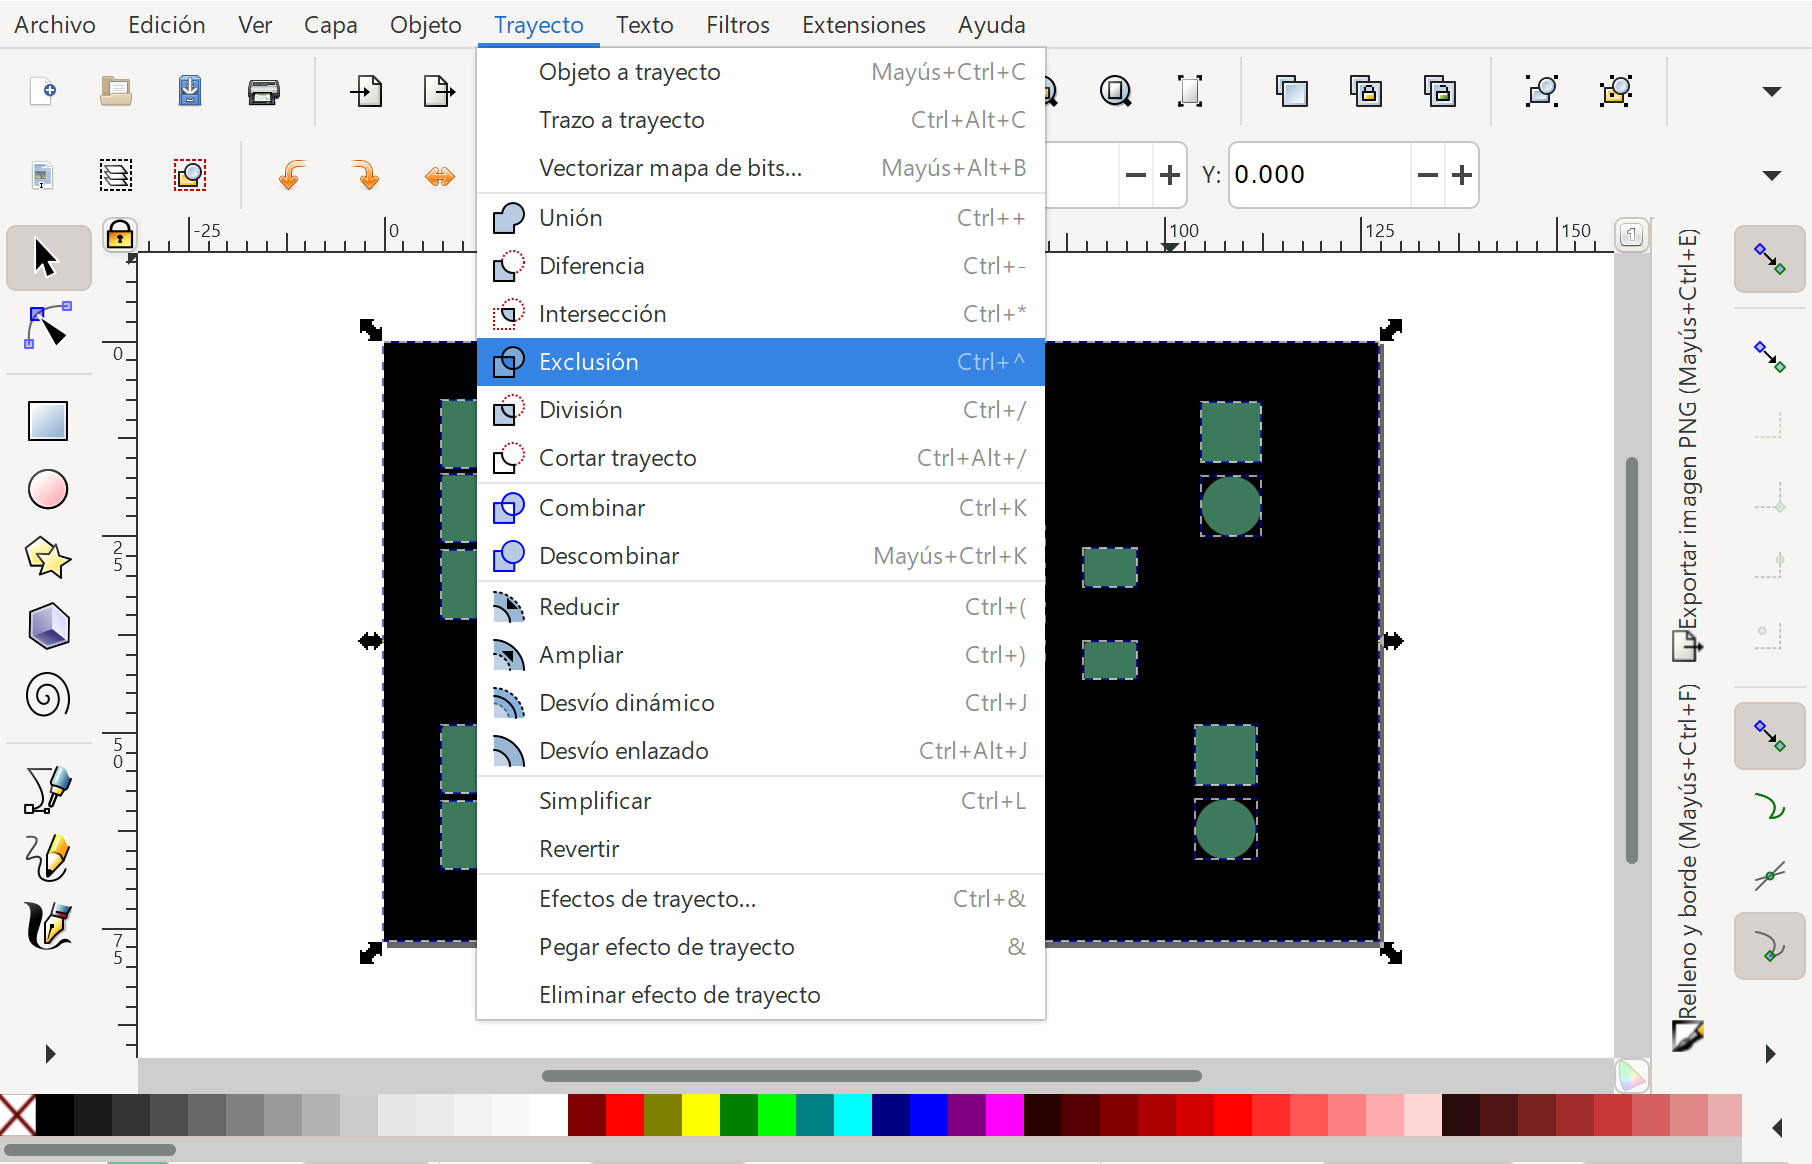 Archivo Edición Ver Capa Objeto Trayecto Texto Filtros Extensiones Ayuda
Objeto a trayecto Mayús+Ctrl+C
Trazo a trayecto Ctrl+Alt+C
Vectorizar mapa de bits... Mayús+Alt+B
Y: 0.000
Unión Ctrl++
Diferencia Ctrl+-
Intersección Ctrl+*
Exclusión Ctrl+^
División Ctrl+/
Cortar trayecto Ctrl+Alt+/
Combinar Ctrl+K
Descombinar Mayús+Ctrl+K
Reducir Ctrl+(
Ampliar Ctrl+)
Desvío dinámico Ctrl+J
Desvío enlazado Ctrl+Alt+J
Simplificar Ctrl+L
Revertir
Efectos de trayecto... Ctrl+&
Pegar efecto de trayecto &
Eliminar efecto de trayecto
-25 0 100 125 150
1
0
25
50
75
Exportar imagen PNG (Mayús+Ctrl+E)
Relleno y borde (Mayús+Ctrl+F)